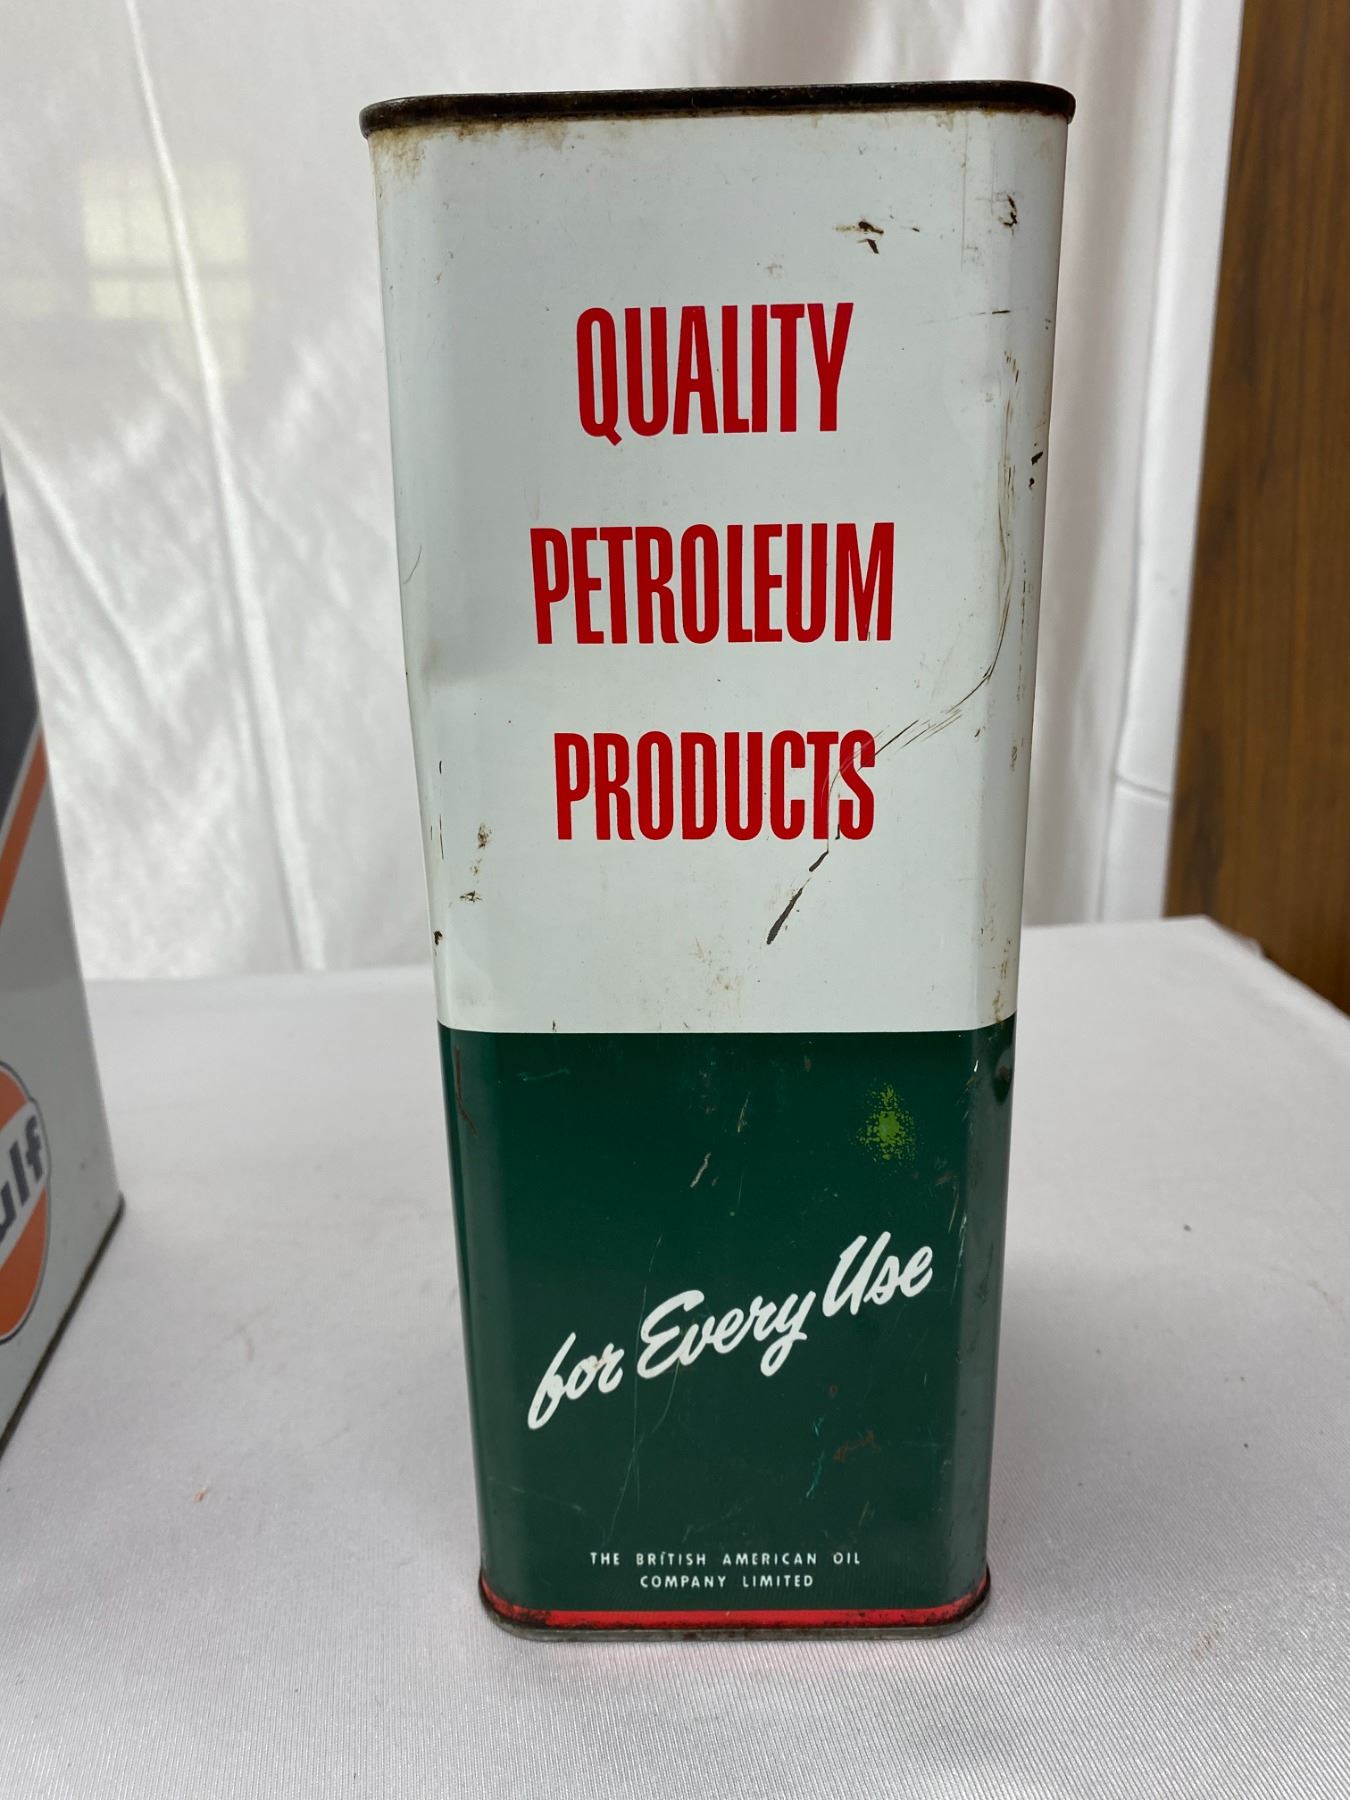 QUALITY
PETROLEUM
PRODUCTS
for Every Use
THE BRITISH AMERICAN OIL
COMPANY LIMITED